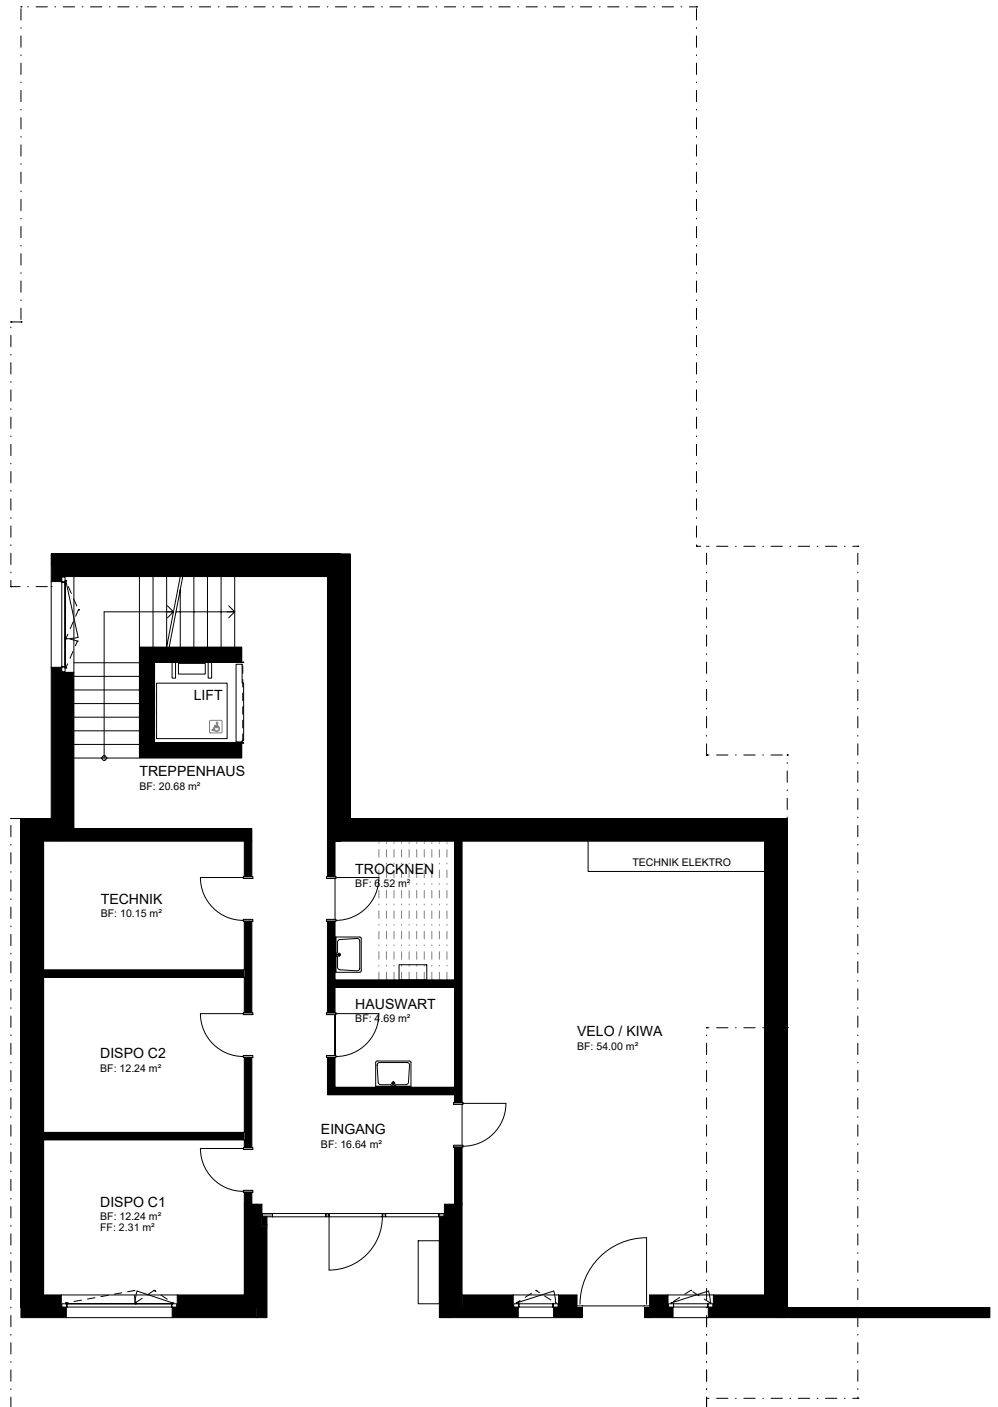 LIFT
TREPPENHAUS
BF: 20.68 m²
TECHNIK ELEKTRO
TROCKNEN
BF: 6.52 m²
TECHNIK
BF: 10.15 m²
HAUSWART
BF: 4.69 m²
VELO / KIWA
BF: 54.00 m²
DISPO C2
BF: 12.24 m²
EINGANG
BF: 16.64 m²
DISPO C1
BF: 12.24 m²
FF: 2.31 m²